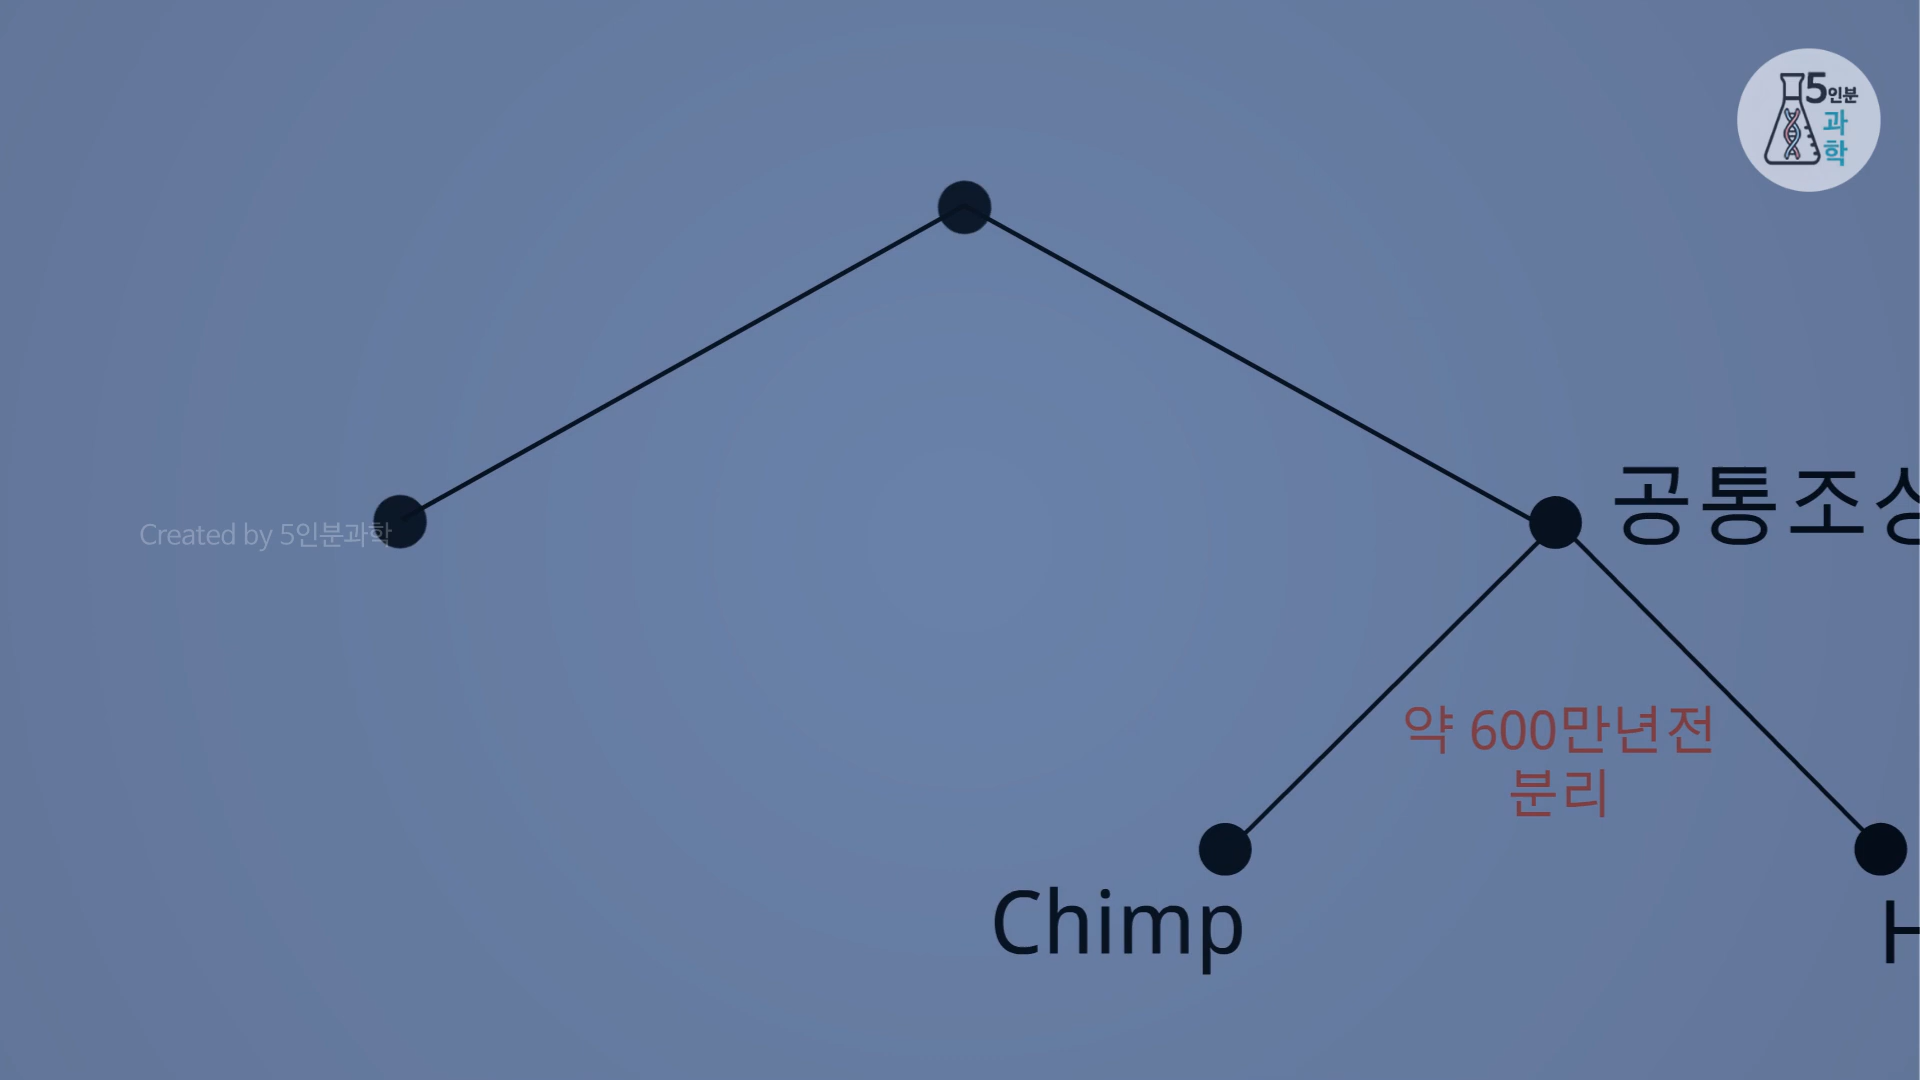 5인분
과
학
공통조상
Created by 5인분과학
약 600만년전
분리
Chimp
H